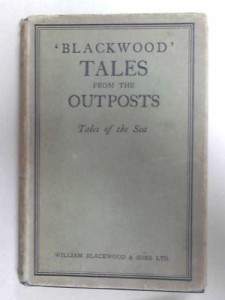 'BLACKWOOD'
TALES
FROM THE
OUTPOSTS
Tales of the Sea
WILLIAM BLACKWOOD & SONS LTD.